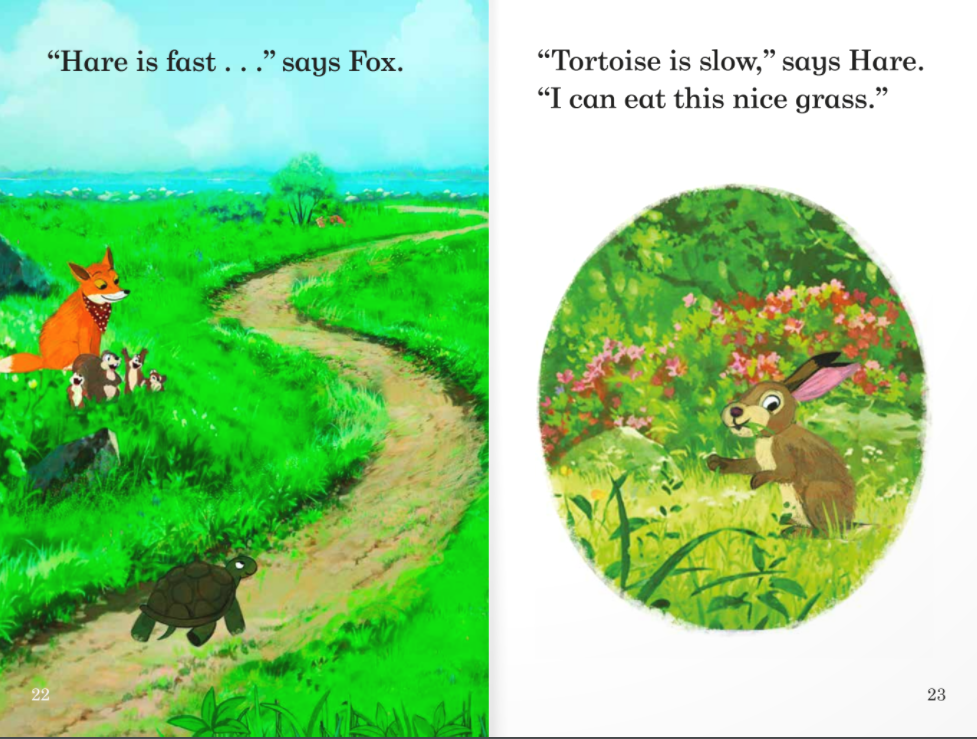 “Hare is fast . . .” says Fox.
22
“Tortoise is slow,” says Hare.
“I can eat this nice grass.”
23